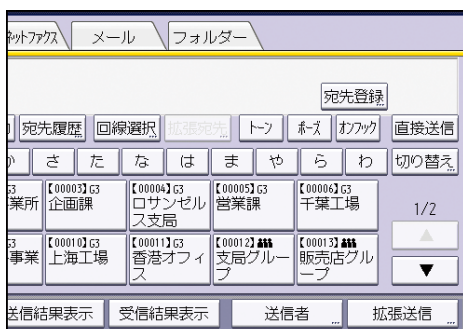 ネットファクス メール フォルダー
宛先登録
宛先履歴 回線選択 拡張宛先 トーン ポーズ オンフック 直接送信
か さ た な は ま や ら わ 切り替え
G3 【00003】G3 【00004】G3 【00005】G3 【00006】G3
業所 企画課 ロサンゼル 営業課 千葉工場 1/2
ス支局
G3 【00010】G3 【00011】G3 【00012】 【00013】
事業 上海工場 香港オフィ 支局グルー 販売店グル
ス プ ープ
送信結果表示 受信結果表示 送信者 拡張送信